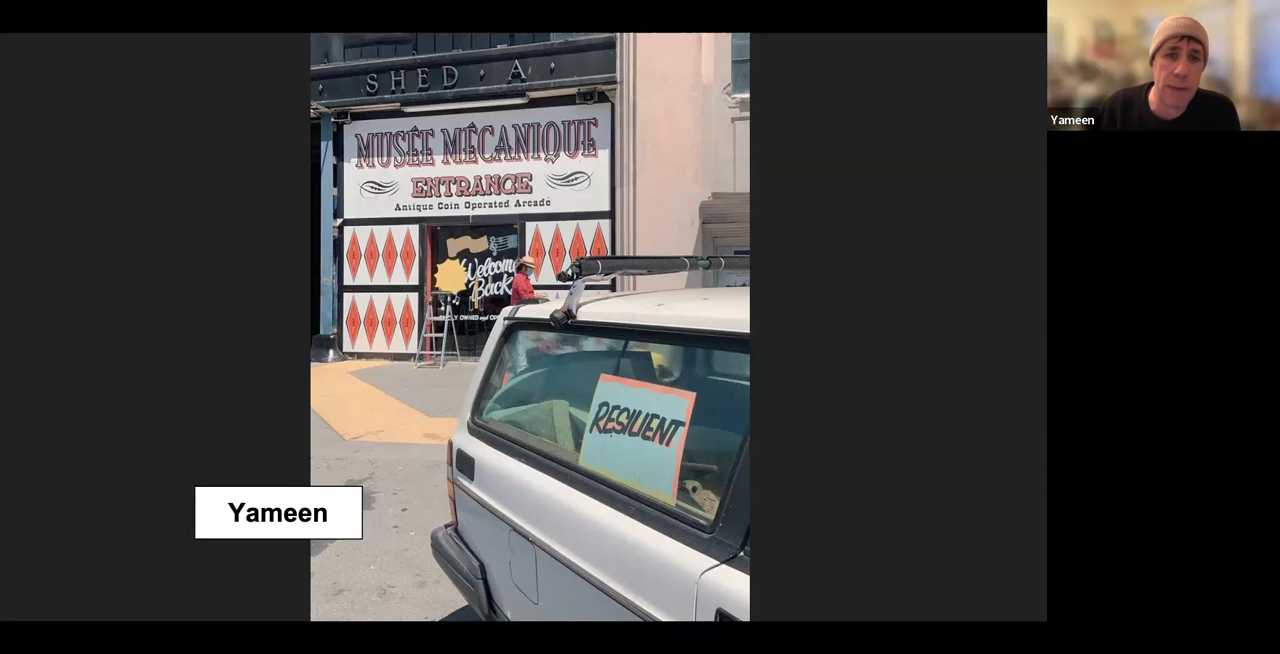 SHED · A ·
MUSÉE MÉCANIQUE
ENTRANCE
Antique Coin Operated Arcade
Welcome
Back
RESILIENT
Yameen
Yameen